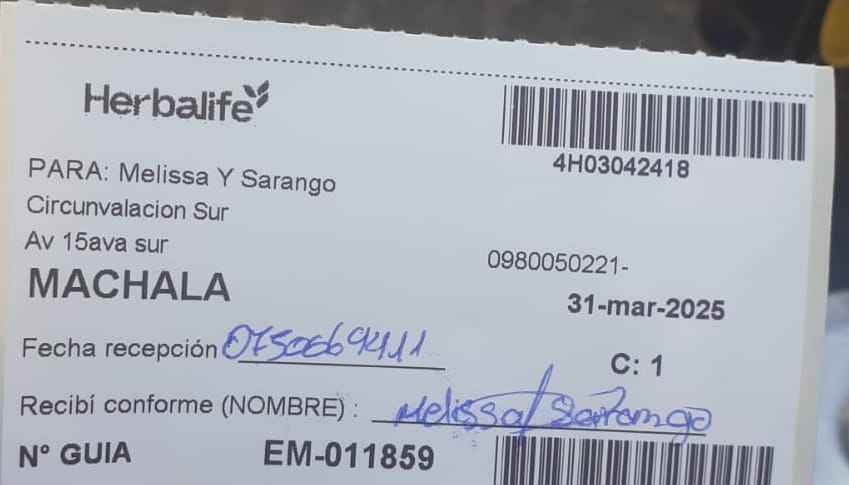 Herbalife
4H03042418
PARA: Melissa Y Sarango
Circunvalacion Sur
Av 15ava sur
0980050221-
MACHALA
31-mar-2025
Fecha recepción 0750669411
C: 1
Recibí conforme (NOMBRE) : Melissa Sarango
N° GUIA EM-011859